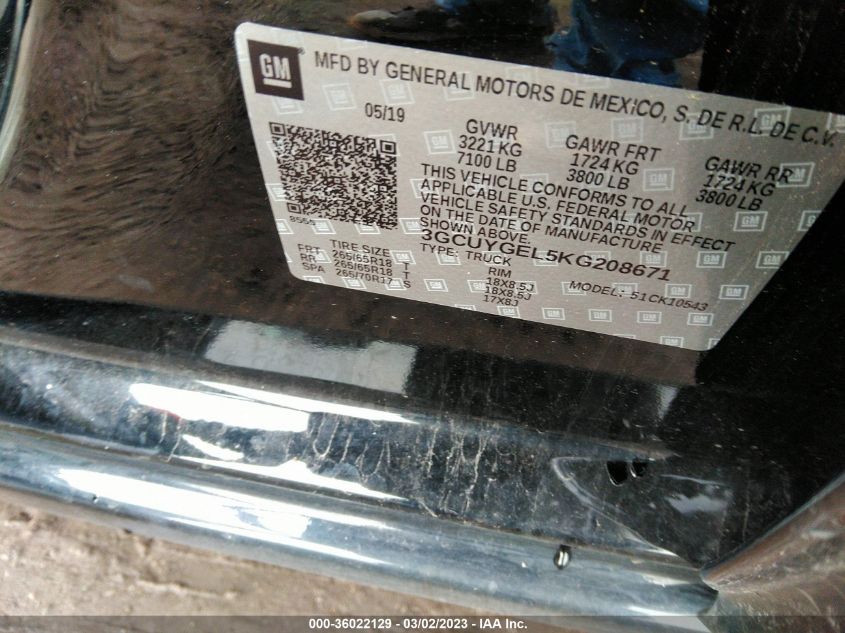 GM
MFD BY GENERAL MOTORS DE MEXICO, S. DE R.L. DE C.V.
05/19
GVWR
3221 KG
7100 LB
GAWR FRT
1724 KG
3800 LB
GAWR RR
1724 KG
3800 LB
THIS VEHICLE CONFORMS TO ALL
APPLICABLE U.S. FEDERAL MOTOR
VEHICLE SAFETY STANDARDS IN EFFECT
ON THE DATE OF MANUFACTURE
SHOWN ABOVE.
3GCUYGEL5KG208671
TYPE: TRUCK
MODEL: 51CK10543
TIRE SIZE RIM
FRT 265/65R18 T 18X8.5J
RR 265/65R18 T 18X8.5J
SPA 265/70R17 S 17X8J
000-36022129 / 03/02/2023 - IAA Inc.